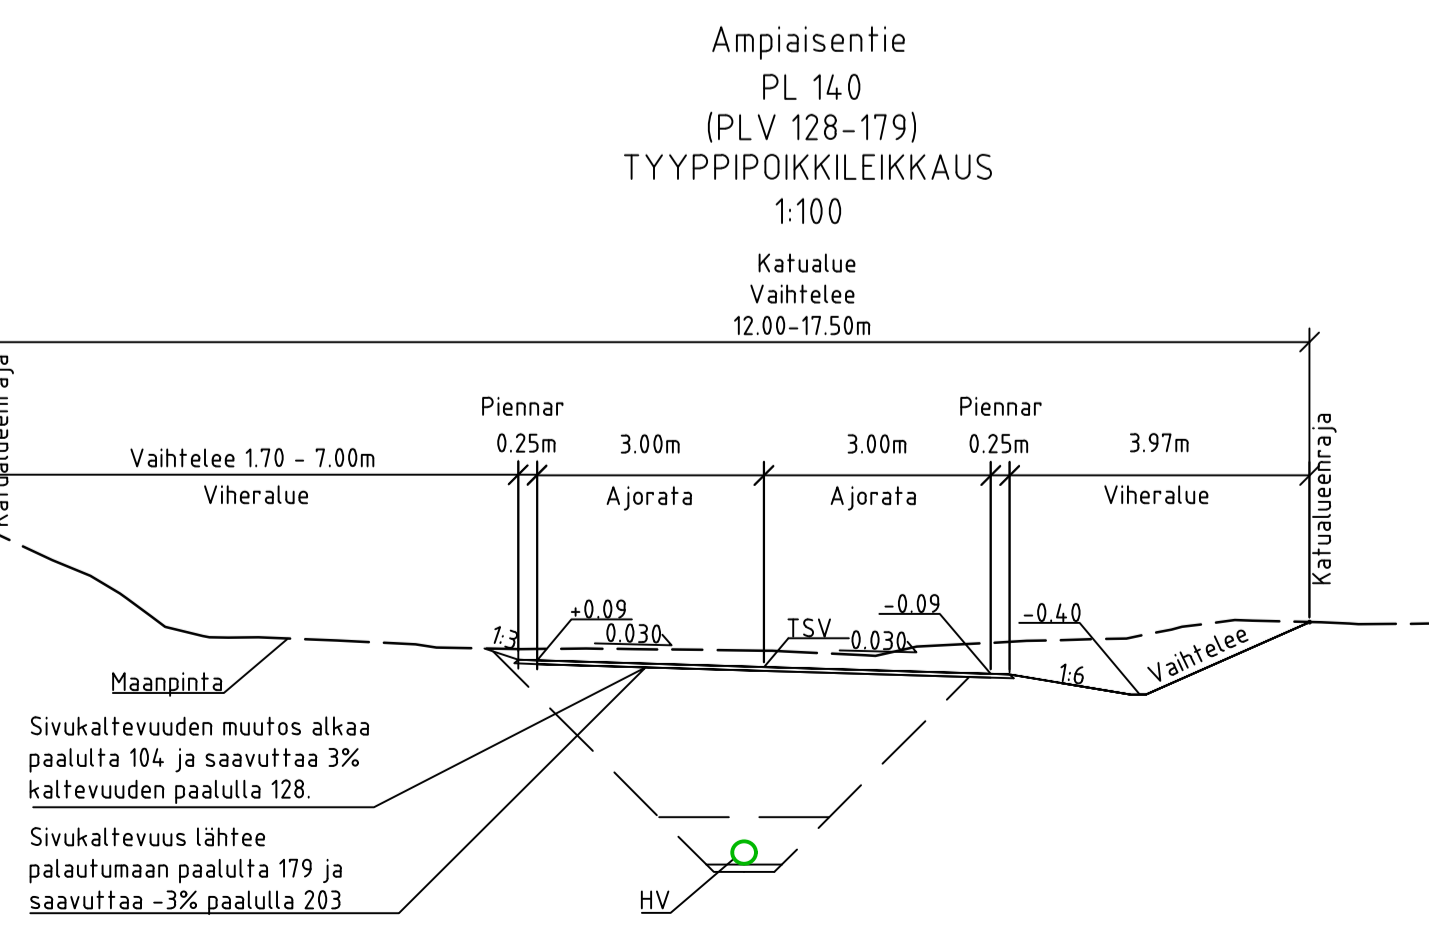 Ampiaisentie
PL 140
(PLV 128-179)
TYYPPIPOIKKILEIKKAUS
1:100
Katualue
Vaihtelee
12.00-17.50m
Katualueenraja
Piennar
Piennar
Vaihtelee 1.70 - 7.00m
0.25m
3.00m
3.00m
0.25m
3.97m
Viheralue
Ajorata
Ajorata
Viheralue
Katualueenraja
1:3
+0.09
0.030
TSV
-0.09
0.030
-0.40
1:6
Vaihtelee
Maanpinta
Sivukaltevuuden muutos alkaa
paalulta 104 ja saavuttaa 3%
kaltevuuden paalulla 128.
Sivukaltevuus lähtee
palautumaan paalulta 179 ja
saavuttaa -3% paalulla 203
HV